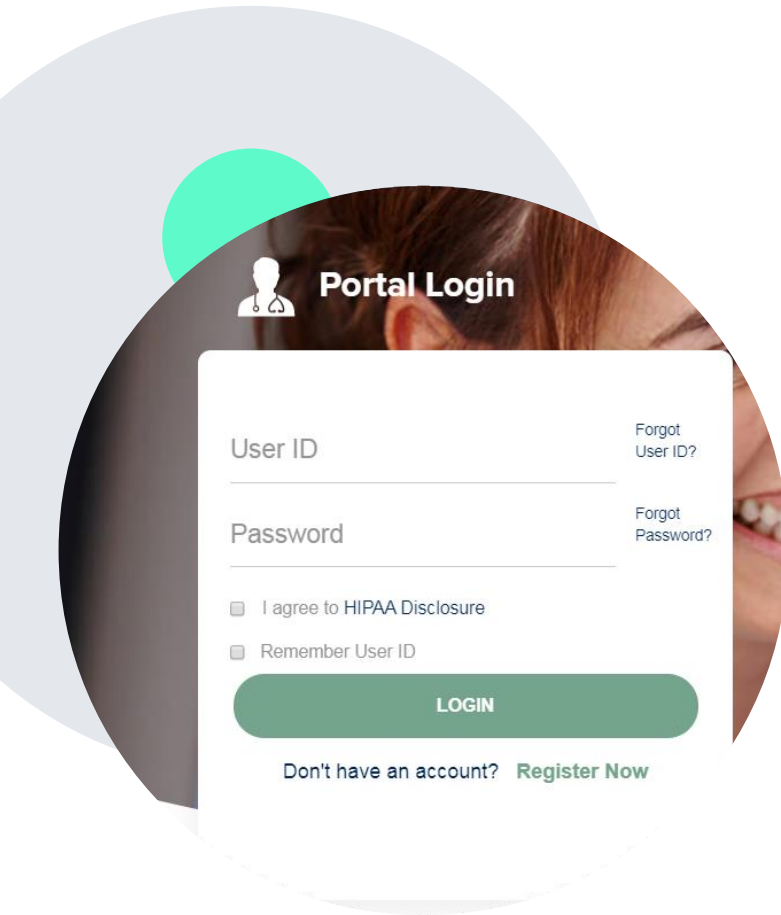 Portal Login
User ID
Forgot
User ID?
Password
Forgot
Password?
I agree to HIPAA Disclosure
Remember User ID
LOGIN
Don't have an account? Register Now